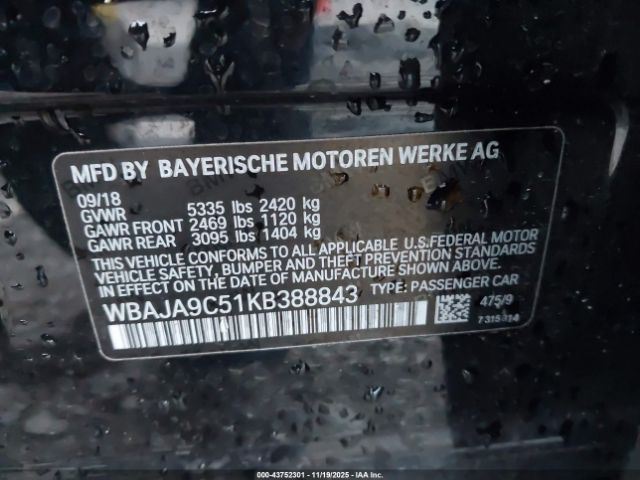 MFD BY BAYERISCHE MOTOREN WERKE AG
09/18
GVWR 5335 lbs 2420 kg
GAWR FRONT 2469 lbs 1120 kg
GAWR REAR 3095 lbs 1404 kg
THIS VEHICLE CONFORMS TO ALL APPLICABLE U.S.FEDERAL MOTOR
VEHICLE SAFETY, BUMPER AND THEFT PREVENTION STANDARDS
IN EFFECT ON THE DATE OF MANUFACTURE SHOWN ABOVE.
WBAJA9C51KB388843 TYPE: PASSENGER CAR
475/9
000-43752301 - 11/19/2025 - IAA Inc.